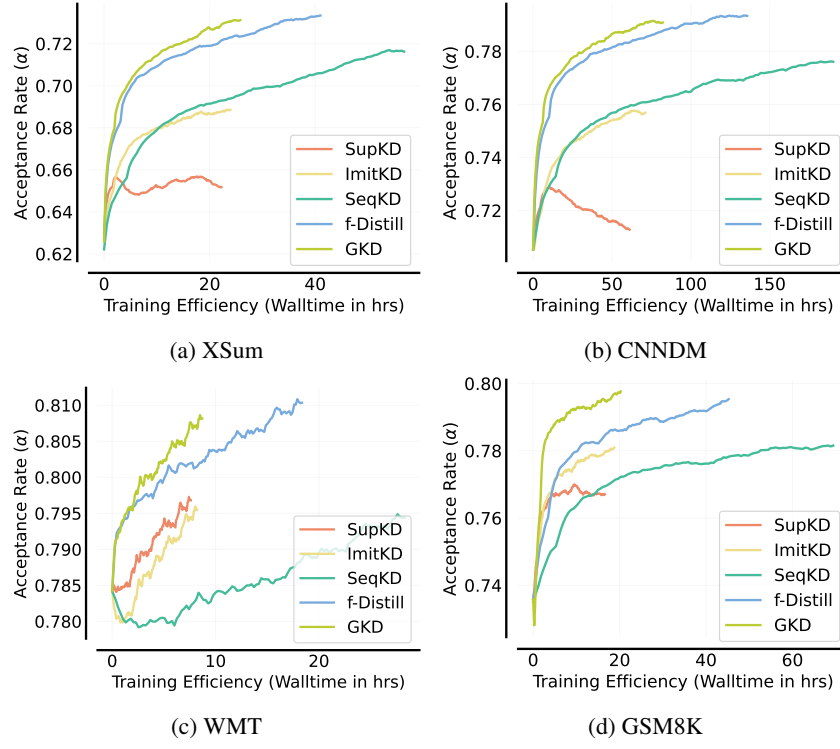 0.72
0.70
0.68
0.66
0.64
0.62
Acceptance Rate (α)
0 20 40
Training Efficiency (Walltime in hrs)
SupKD
ImitKD
SeqKD
f-Distill
GKD
(a) XSum
0.78
0.76
0.74
0.72
Acceptance Rate (α)
0 50 100 150
Training Efficiency (Walltime in hrs)
SupKD
ImitKD
SeqKD
f-Distill
GKD
(b) CNNDM
0.810
0.805
0.800
0.795
0.790
0.785
0.780
Acceptance Rate (α)
0 10 20
Training Efficiency (Walltime in hrs)
SupKD
ImitKD
SeqKD
f-Distill
GKD
(c) WMT
0.80
0.78
0.76
0.74
Acceptance Rate (α)
0 20 40 60
Training Efficiency (Walltime in hrs)
SupKD
ImitKD
SeqKD
f-Distill
GKD
(d) GSM8K